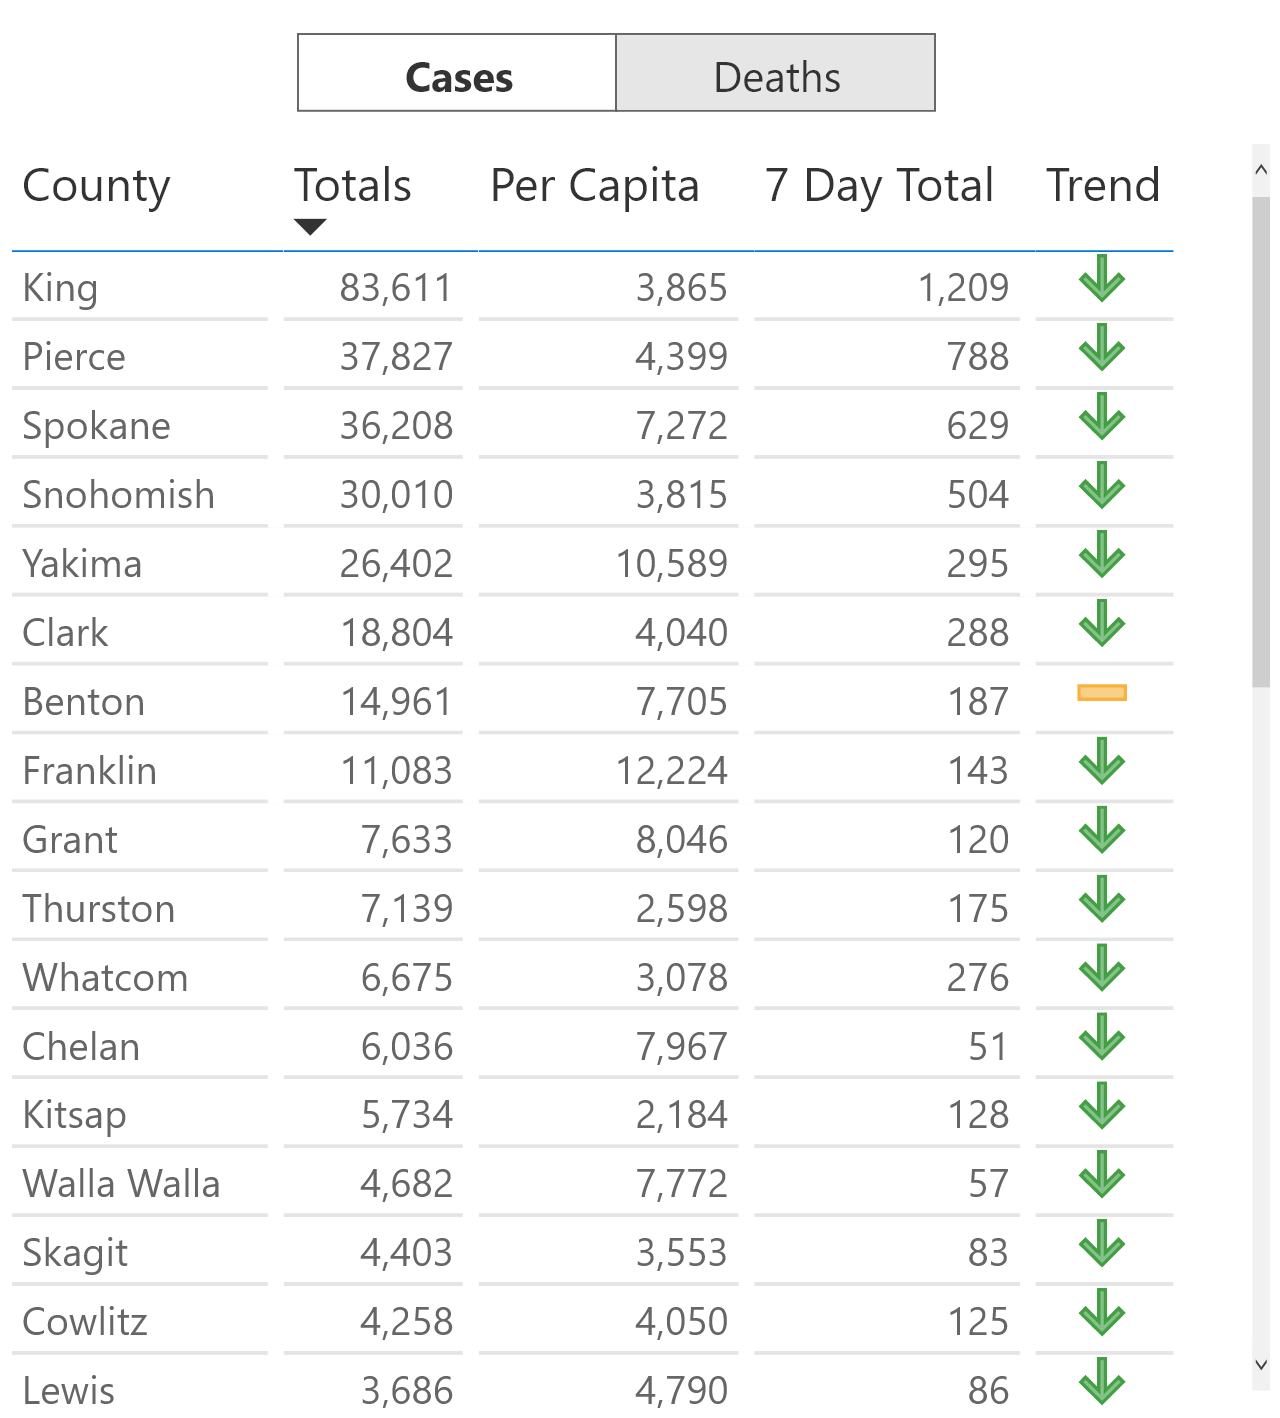 Cases Deaths
County Totals Per Capita 7 Day Total Trend
King 83,611 3,865 1,209
Pierce 37,827 4,399 788
Spokane 36,208 7,272 629
Snohomish 30,010 3,815 504
Yakima 26,402 10,589 295
Clark 18,804 4,040 288
Benton 14,961 7,705 187
Franklin 11,083 12,224 143
Grant 7,633 8,046 120
Thurston 7,139 2,598 175
Whatcom 6,675 3,078 276
Chelan 6,036 7,967 51
Kitsap 5,734 2,184 128
Walla Walla 4,682 7,772 57
Skagit 4,403 3,553 83
Cowlitz 4,258 4,050 125
Lewis 3,686 4,790 86